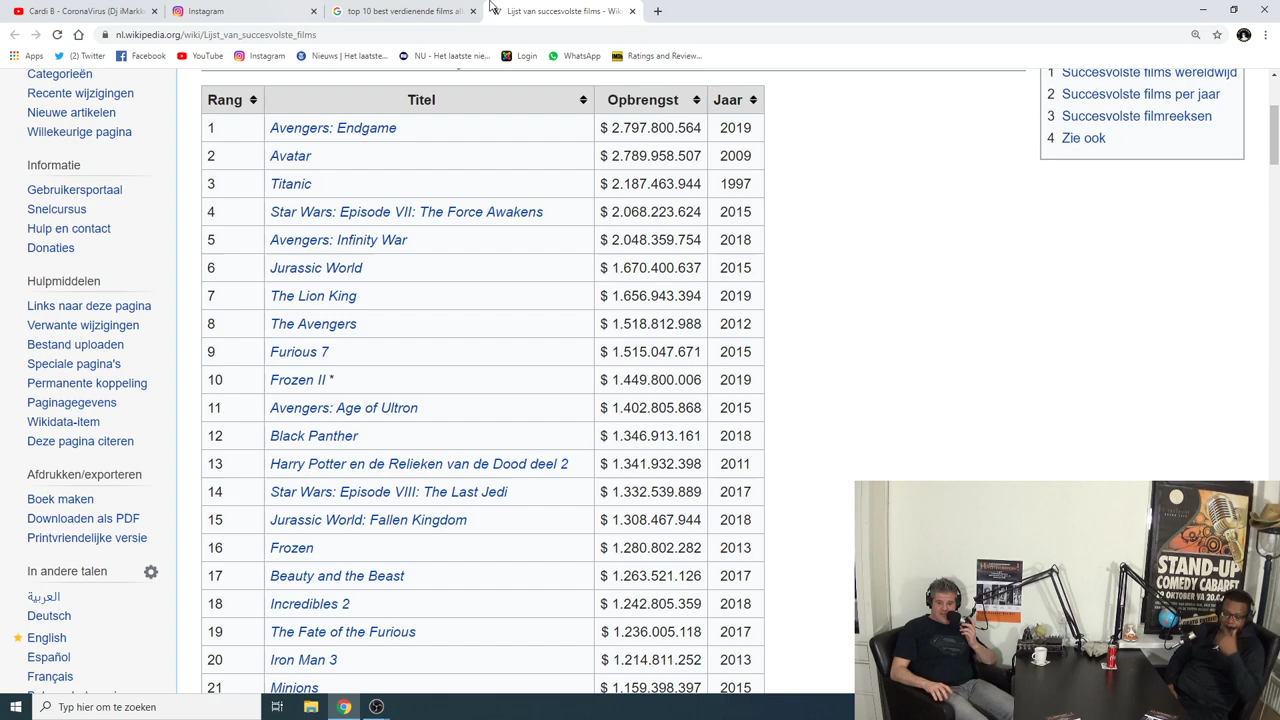 Cardi B - CoronaVirus (Dj iMarkk
Instagram
top 10 best verdienende films all
Lijst van succesvolste films - Wiki
nl.wikipedia.org/wiki/Lijst_van_succesvolste_films
Apps
(2) Twitter
Facebook
YouTube
Instagram
Nieuws | Het laatste...
NU - Het laatste nie...
Login
WhatsApp
Ratings and Review...
Categorieën
Recente wijzigingen
Nieuwe artikelen
Willekeurige pagina
Informatie
Gebruikersportaal
Snelcursus
Hulp en contact
Donaties
Hulpmiddelen
Links naar deze pagina
Verwante wijzigingen
Bestand uploaden
Speciale pagina's
Permanente koppeling
Paginagegevens
Wikidata-item
Deze pagina citeren
Afdrukken/exporteren
Boek maken
Downloaden als PDF
Printvriendelijke versie
In andere talen
العربية
Deutsch
English
Español
Français
Rang Titel Opbrengst Jaar
1 Avengers: Endgame $ 2.797.800.564 2019
2 Avatar $ 2.789.958.507 2009
3 Titanic $ 2.187.463.944 1997
4 Star Wars: Episode VII: The Force Awakens $ 2.068.223.624 2015
5 Avengers: Infinity War $ 2.048.359.754 2018
6 Jurassic World $ 1.670.400.637 2015
7 The Lion King $ 1.656.943.394 2019
8 The Avengers $ 1.518.812.988 2012
9 Furious 7 $ 1.515.047.671 2015
10 Frozen II * $ 1.449.800.006 2019
11 Avengers: Age of Ultron $ 1.402.805.868 2015
12 Black Panther $ 1.346.913.161 2018
13 Harry Potter en de Relieken van de Dood deel 2 $ 1.341.932.398 2011
14 Star Wars: Episode VIII: The Last Jedi $ 1.332.539.889 2017
15 Jurassic World: Fallen Kingdom $ 1.308.467.944 2018
16 Frozen $ 1.280.802.282 2013
17 Beauty and the Beast $ 1.263.521.126 2017
18 Incredibles 2 $ 1.242.805.359 2018
19 The Fate of the Furious $ 1.236.005.118 2017
20 Iron Man 3 $ 1.214.811.252 2013
21 Minions $ 1.159.398.397 2015
1 Succesvolste films wereldwijd
2 Succesvolste films per jaar
3 Succesvolste filmreeksen
4 Zie ook
STAND-UP
COMEDY CABARET
Typ hier om te zoeken